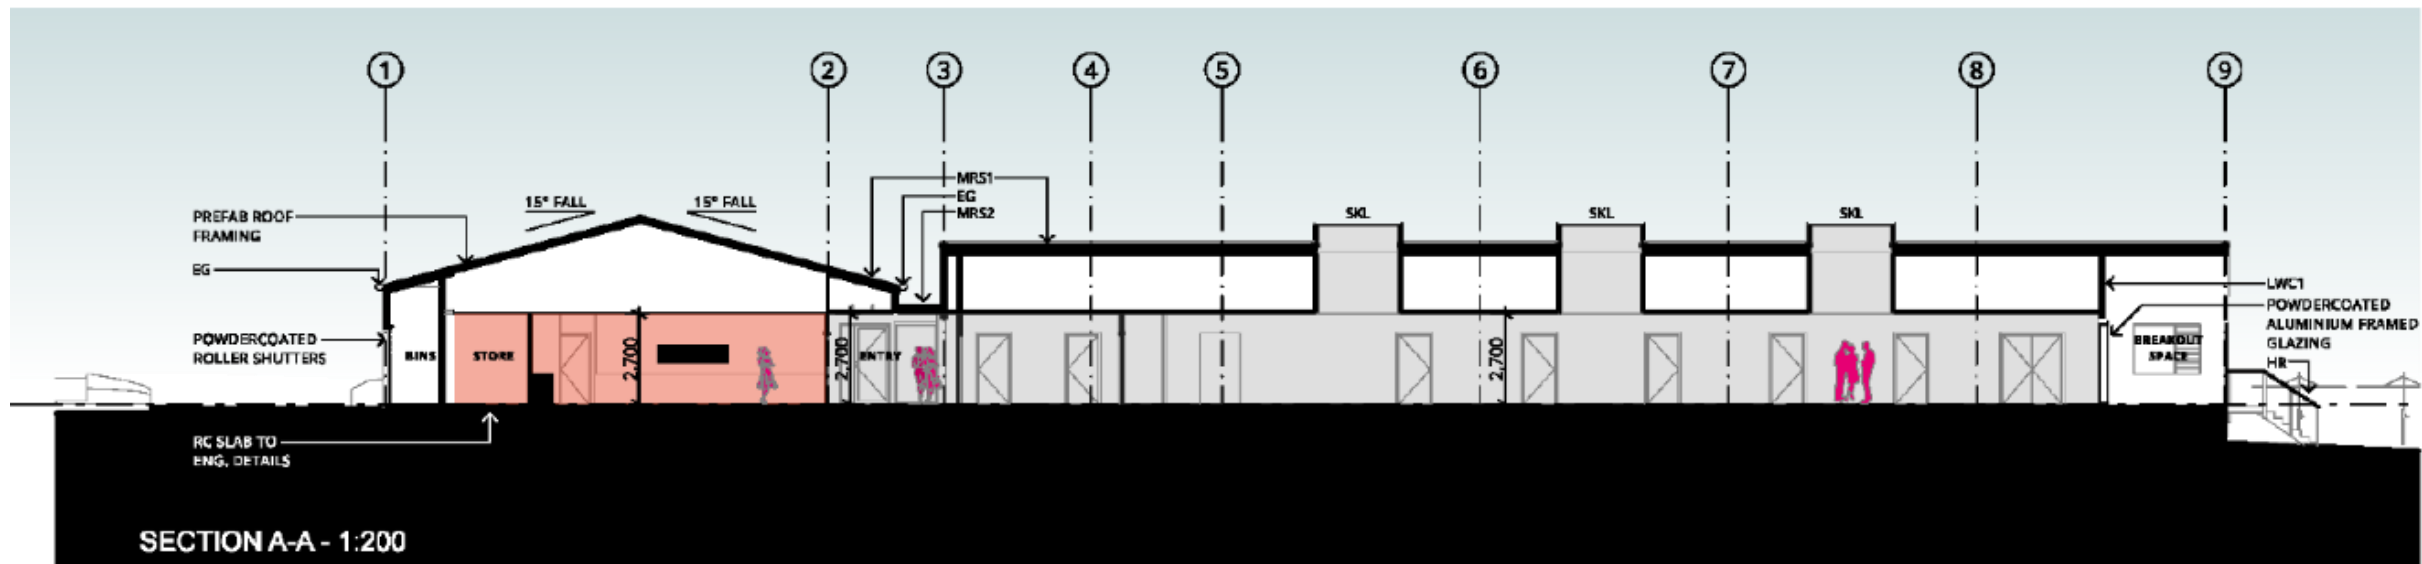 1
2
3
4
5
6
7
8
9
MRS1
EG
MRS2
15° FALL
15° FALL
SKL
SKL
SKL
PREFAB ROOF
FRAMING
EG
POWDERCOATED
ROLLER SHUTTERS
BINS
STORE
2,700
2,700
ENTRY
2,700
BREAKOUT
SPACE
LWC1
POWDERCOATED
ALUMINIUM FRAMED
GLAZING
HR
RC SLAB TO
ENG. DETAILS
SECTION A-A - 1:200